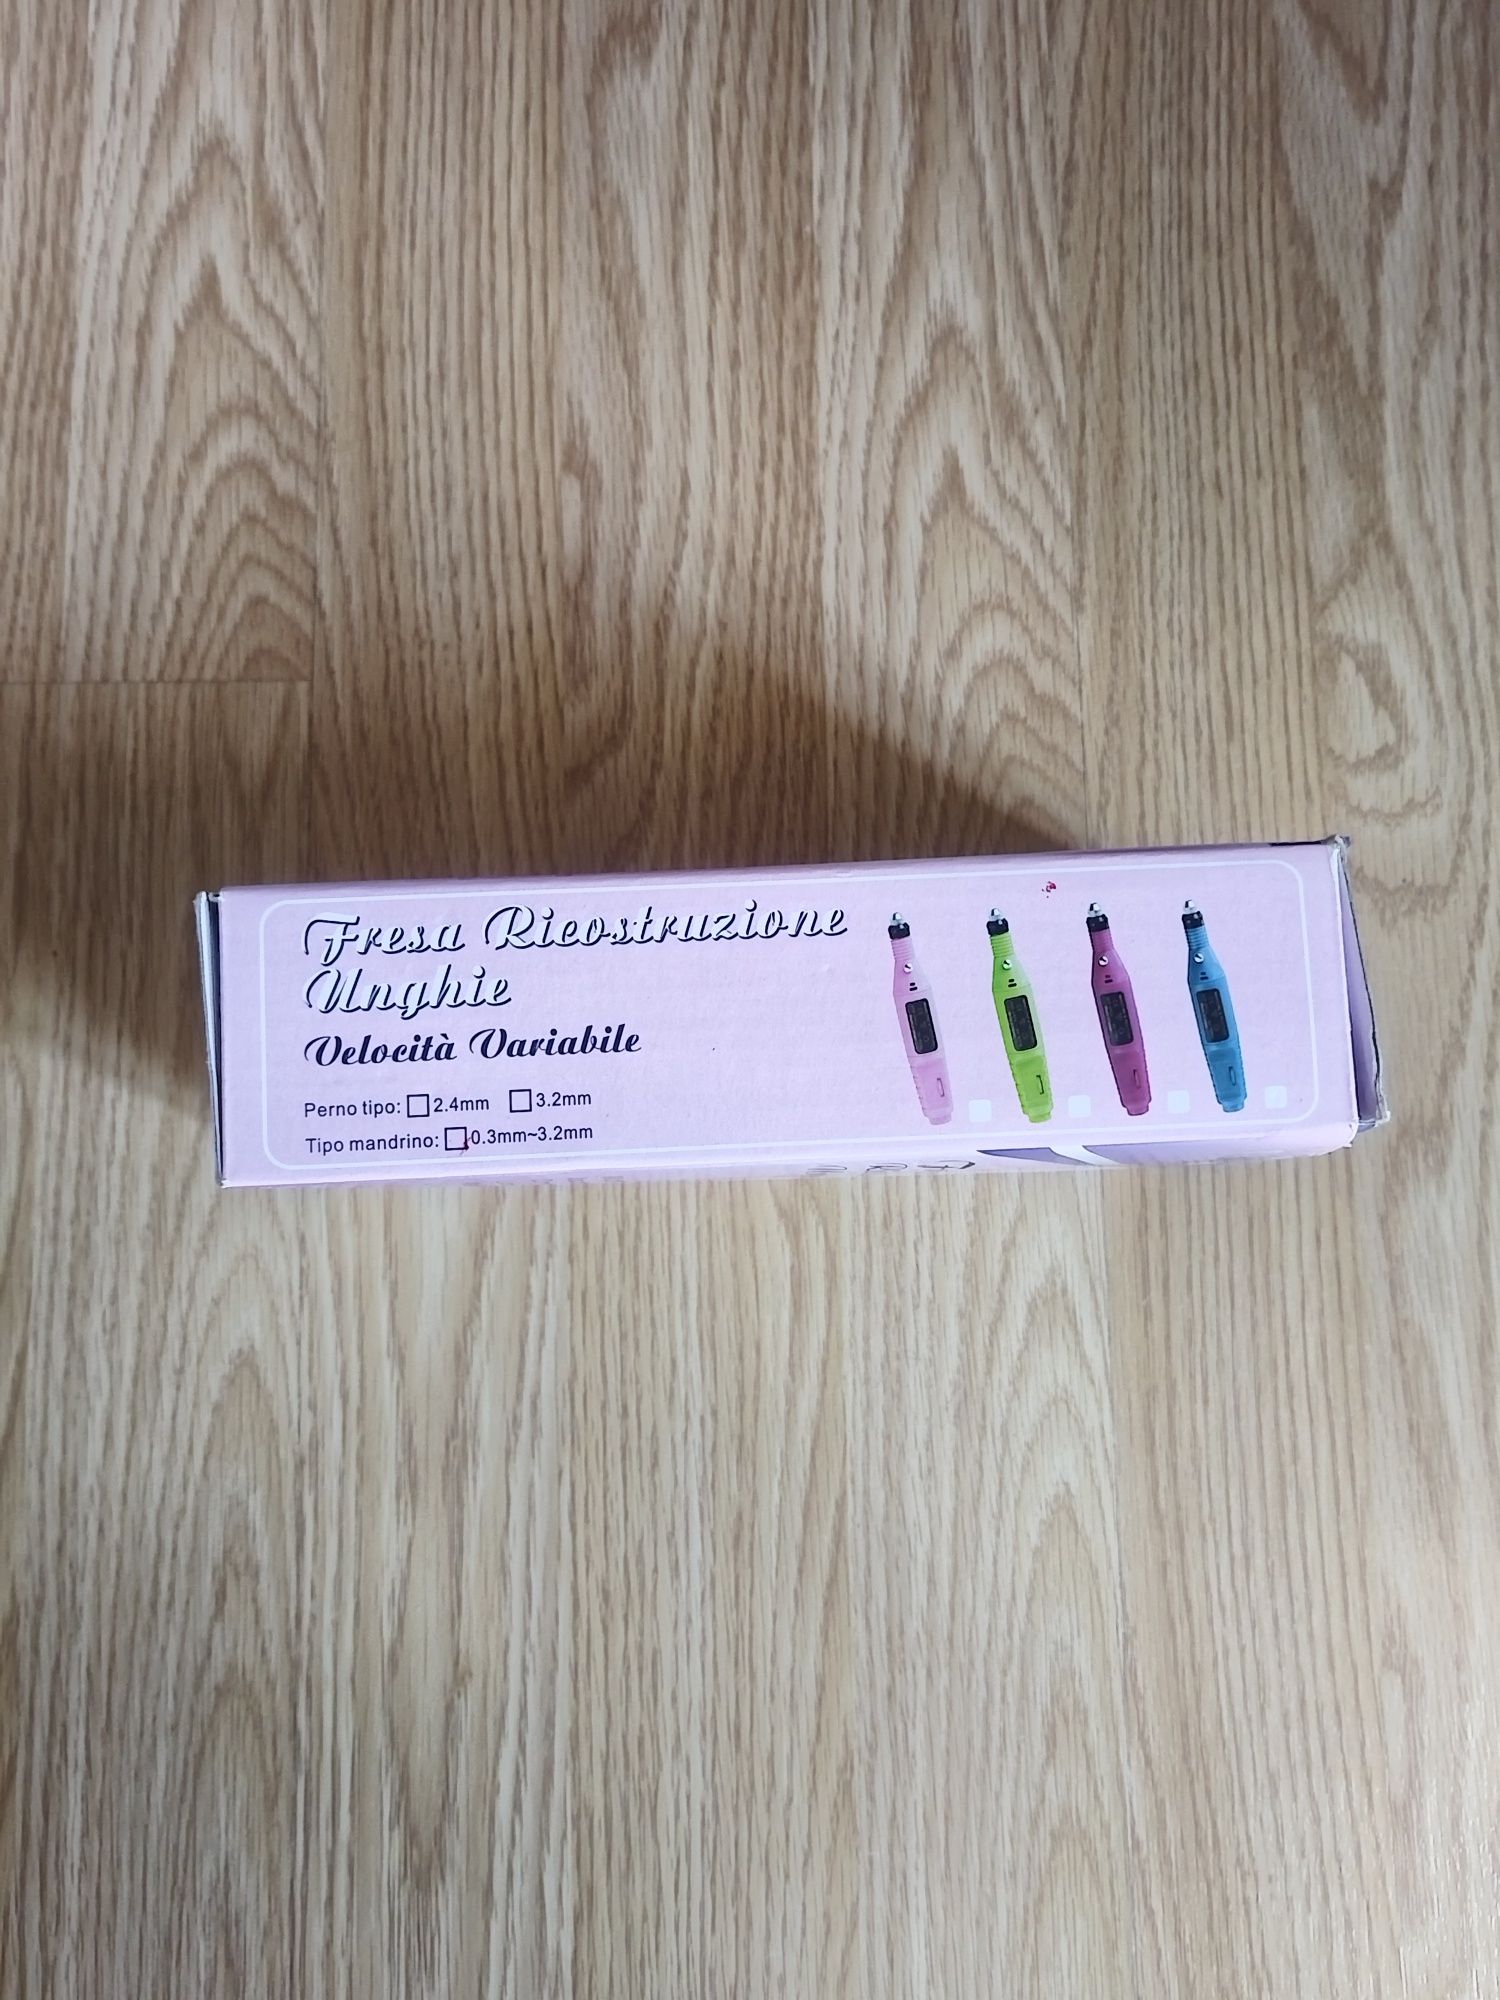 Fresa Ricostruzione
Unghie
Velocità Variabile
Perno tipo: 2.4mm 3.2mm
Tipo mandrino: 0.3mm~3.2mm